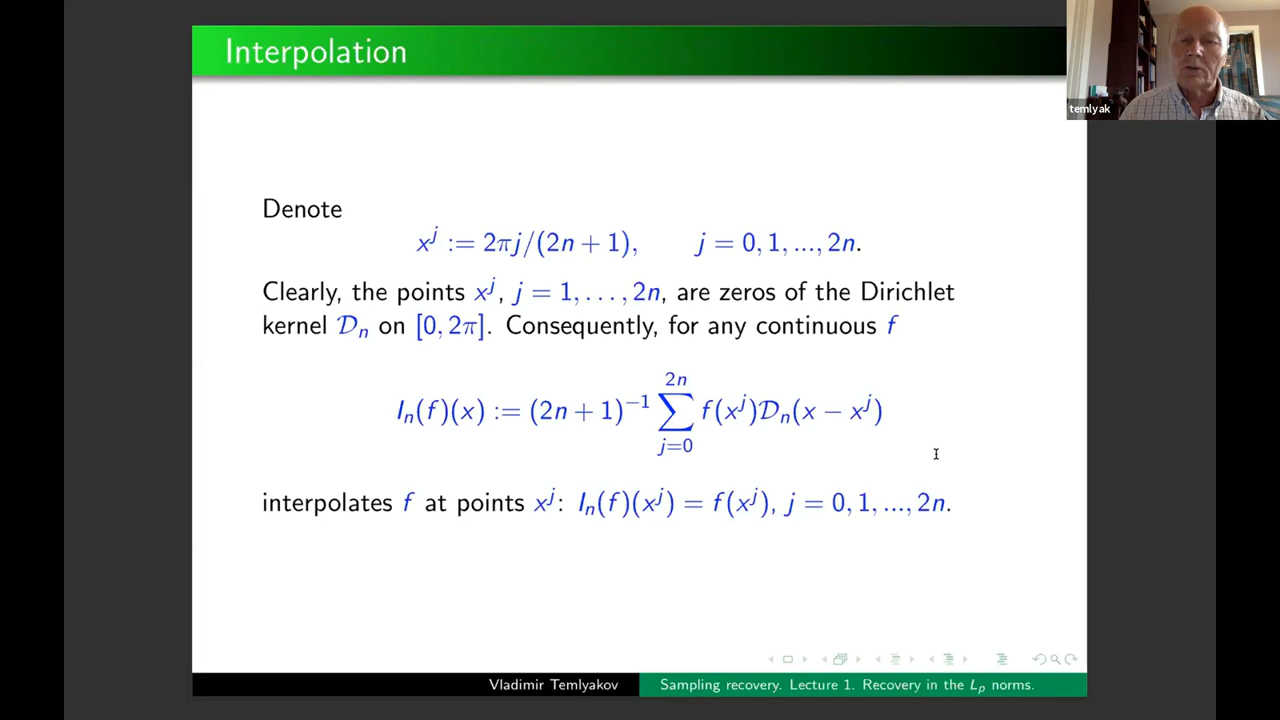 Interpolation
temlyak
Denote
x^j := 2πj/(2n + 1), j = 0, 1, ..., 2n.
Clearly, the points x^j, j = 1, . . . , 2n, are zeros of the Dirichlet
kernel 𝒟_n on [0, 2π]. Consequently, for any continuous f
I_n(f)(x) := (2n + 1)^{−1} ∑_{j=0}^{2n} f(x^j)𝒟_n(x − x^j)
interpolates f at points x^j: I_n(f)(x^j) = f(x^j), j = 0, 1, ..., 2n.
Vladimir Temlyakov Sampling recovery. Lecture 1. Recovery in the L_p norms.